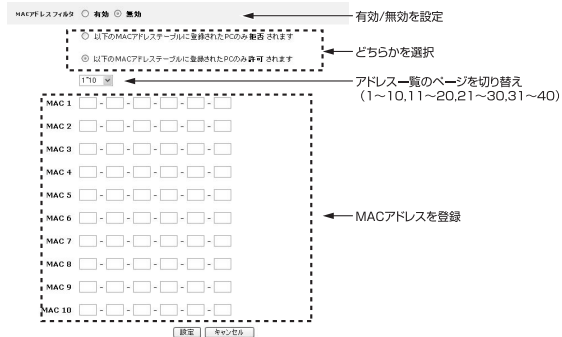 MACアドレスフィルタ ○ 有効 ◎ 無効
有効/無効を設定
○ 以下のMACアドレステーブルに登録されたPCのみ拒否 されます
◎ 以下のMACアドレステーブルに登録されたPCのみ許可 されます
どちらかを選択
1~10
アドレス一覧のページを切り替え
（1～10,11～20,21～30,31～40）
MAC 1 - - - - -
MAC 2 - - - - -
MAC 3 - - - - -
MAC 4 - - - - -
MAC 5 - - - - -
MAC 6 - - - - -
MACアドレスを登録
MAC 7 - - - - -
MAC 8 - - - - -
MAC 9 - - - - -
MAC 10 - - - - -
設定 キャンセル